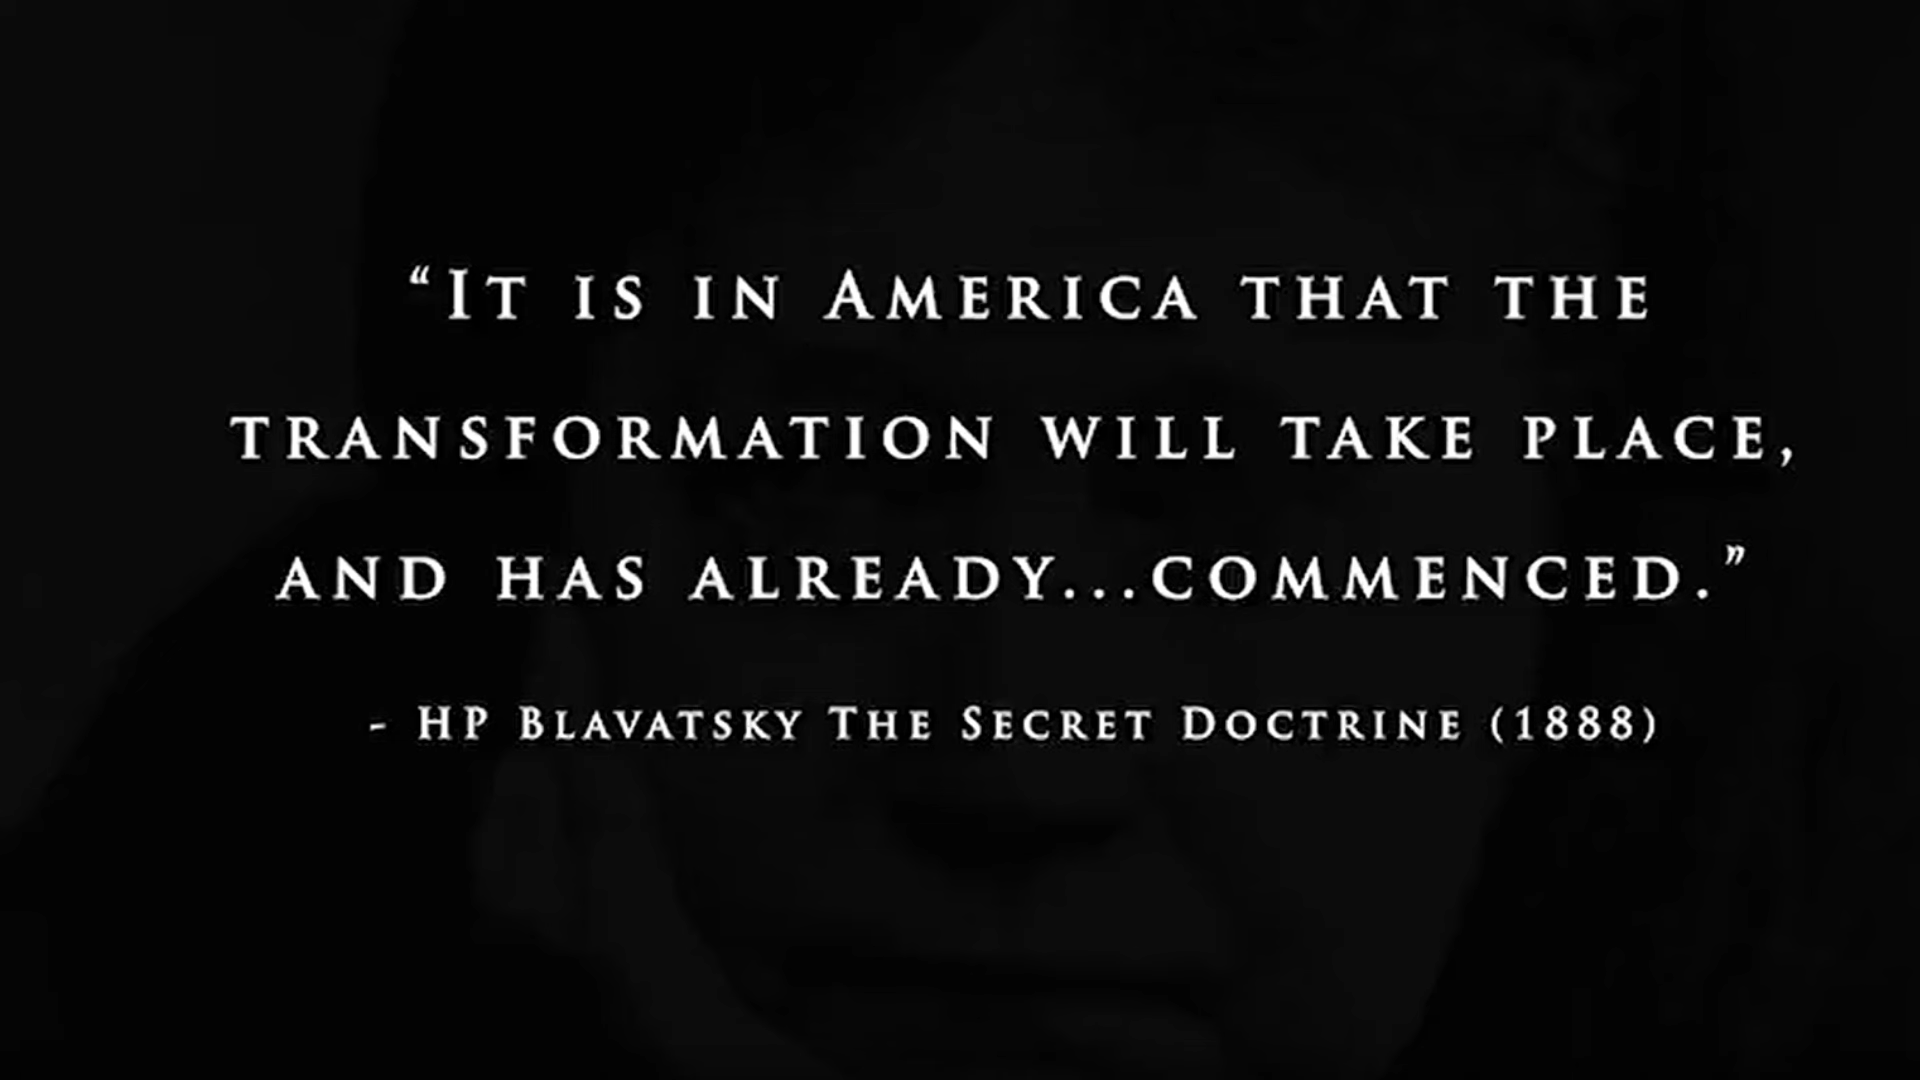 “It is in America that the
transformation will take place,
and has already...commenced.”
- HP Blavatsky The Secret Doctrine (1888)